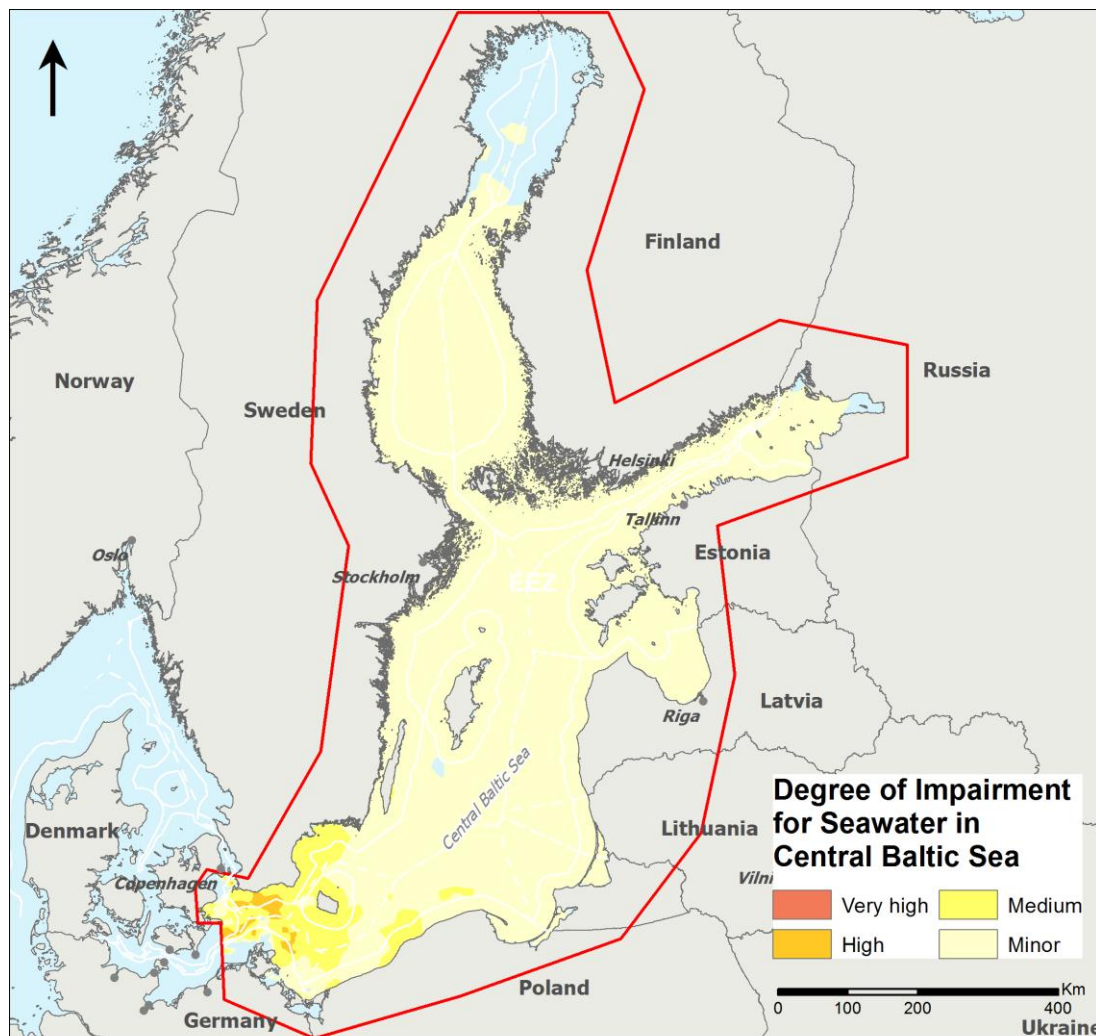 Finland
Norway
Russia
Sweden
Helsinki
Tallinn
Oslo
Estonia
Stockholm
EEZ
Latvia
Riga
Central Baltic Sea
Degree of Impairment
for Seawater in
Central Baltic Sea
Denmark
Lithuania
Copenhagen
Vilni
Very high
Medium
High
Minor
Km
Poland
0 100 200 400
Germany
Ukraine